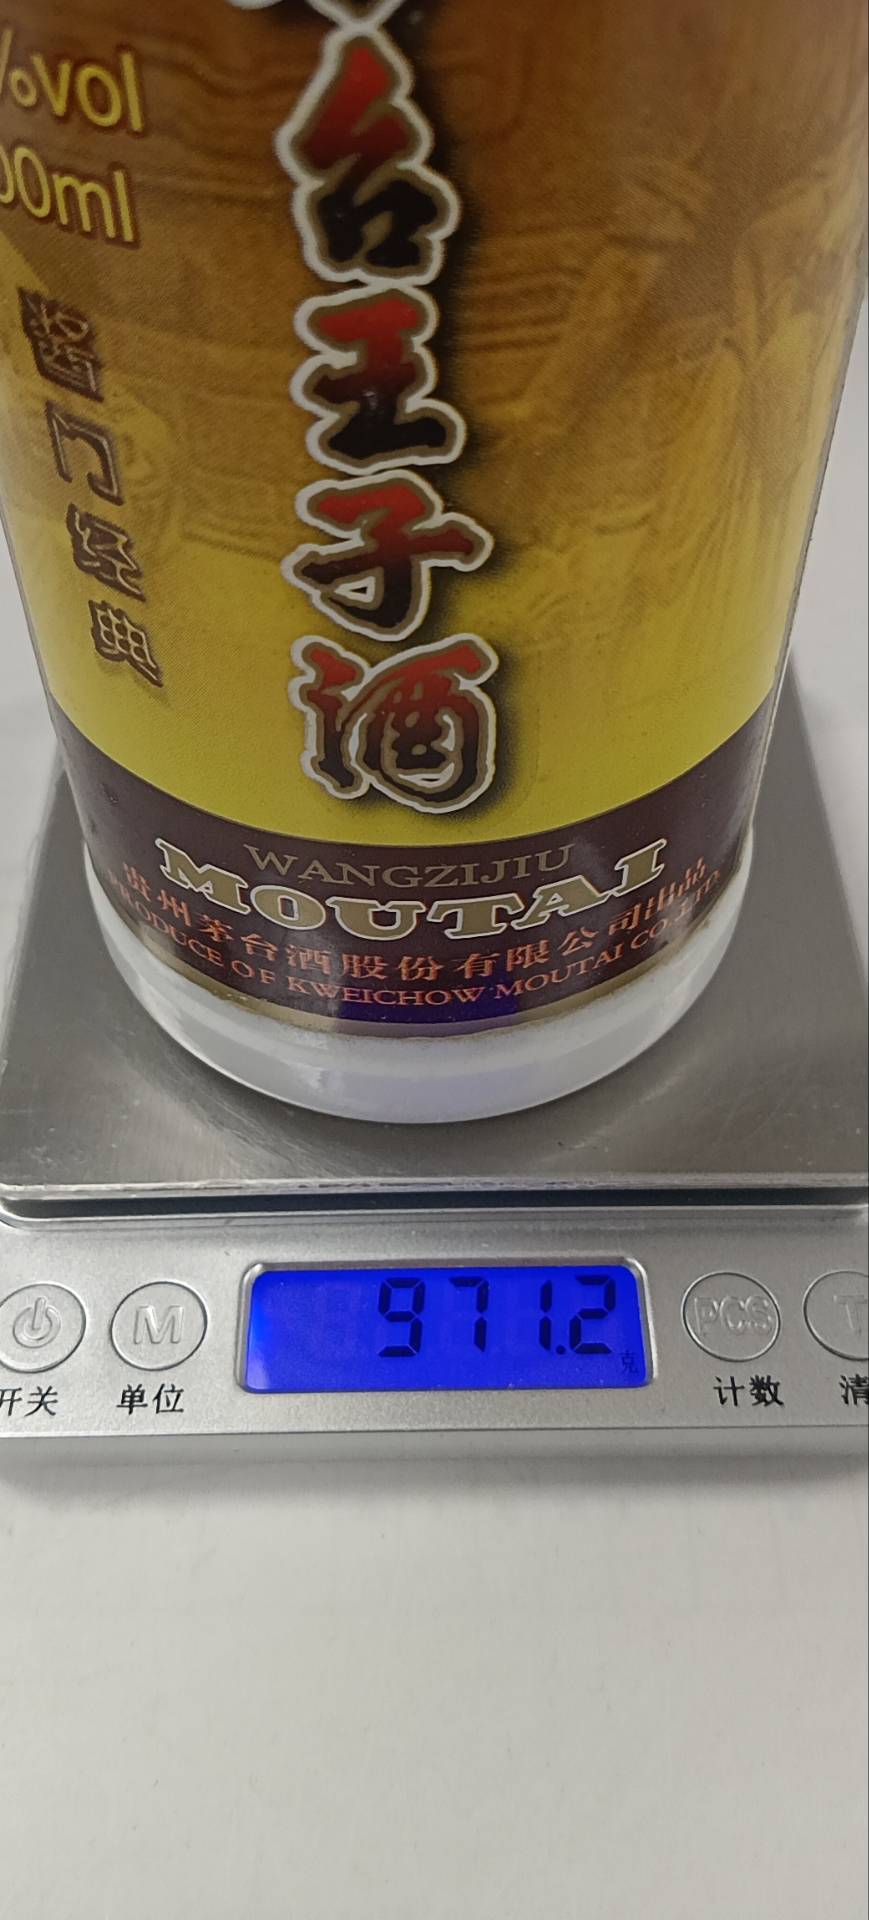 %vol
00ml
酱门经典
台王子酒
WANGZIJIU
MOUTAI
贵州茅台酒股份有限公司出品
PRODUCE OF KWEICHOW MOUTAI CO.,LTD.
971.2
克
M
PCS
T
开关
单位
计数
清